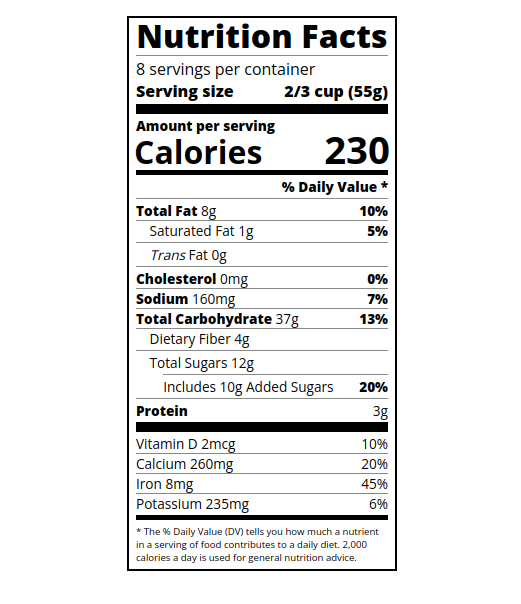 Nutrition Facts
8 servings per container
Serving size 2/3 cup (55g)
Amount per serving
Calories 230
% Daily Value *
Total Fat 8g 10%
Saturated Fat 1g 5%
Trans Fat 0g
Cholesterol 0mg 0%
Sodium 160mg 7%
Total Carbohydrate 37g 13%
Dietary Fiber 4g
Total Sugars 12g
Includes 10g Added Sugars 20%
Protein 3g
Vitamin D 2mcg 10%
Calcium 260mg 20%
Iron 8mg 45%
Potassium 235mg 6%
* The % Daily Value (DV) tells you how much a nutrient
in a serving of food contributes to a daily diet. 2,000
calories a day is used for general nutrition advice.